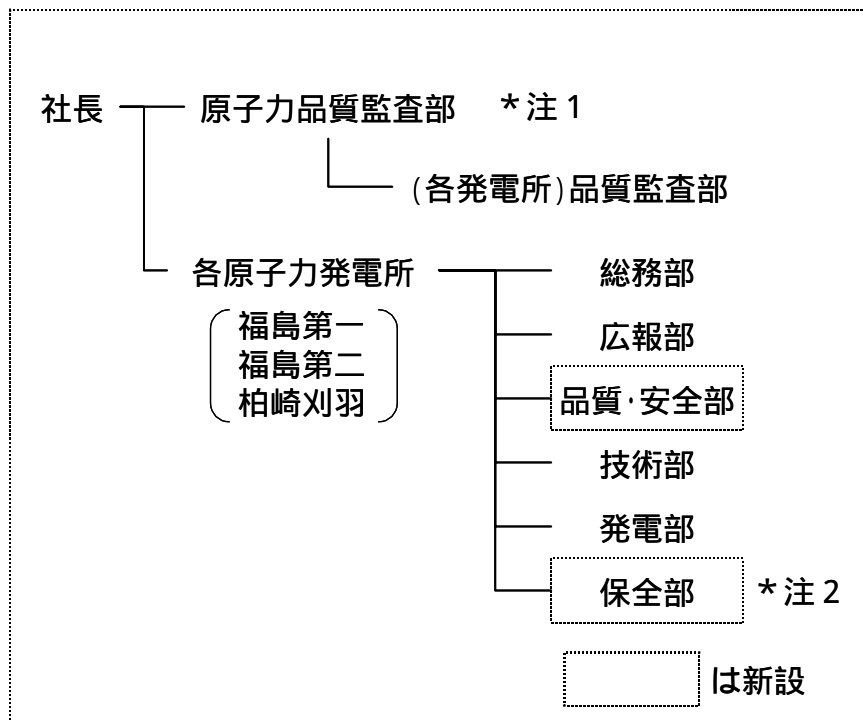 社長
原子力品質監査部 *注1
(各発電所)品質監査部
各原子力発電所
福島第一
福島第二
柏崎刈羽
総務部
広報部
品質・安全部
技術部
発電部
保全部 *注2
は新設